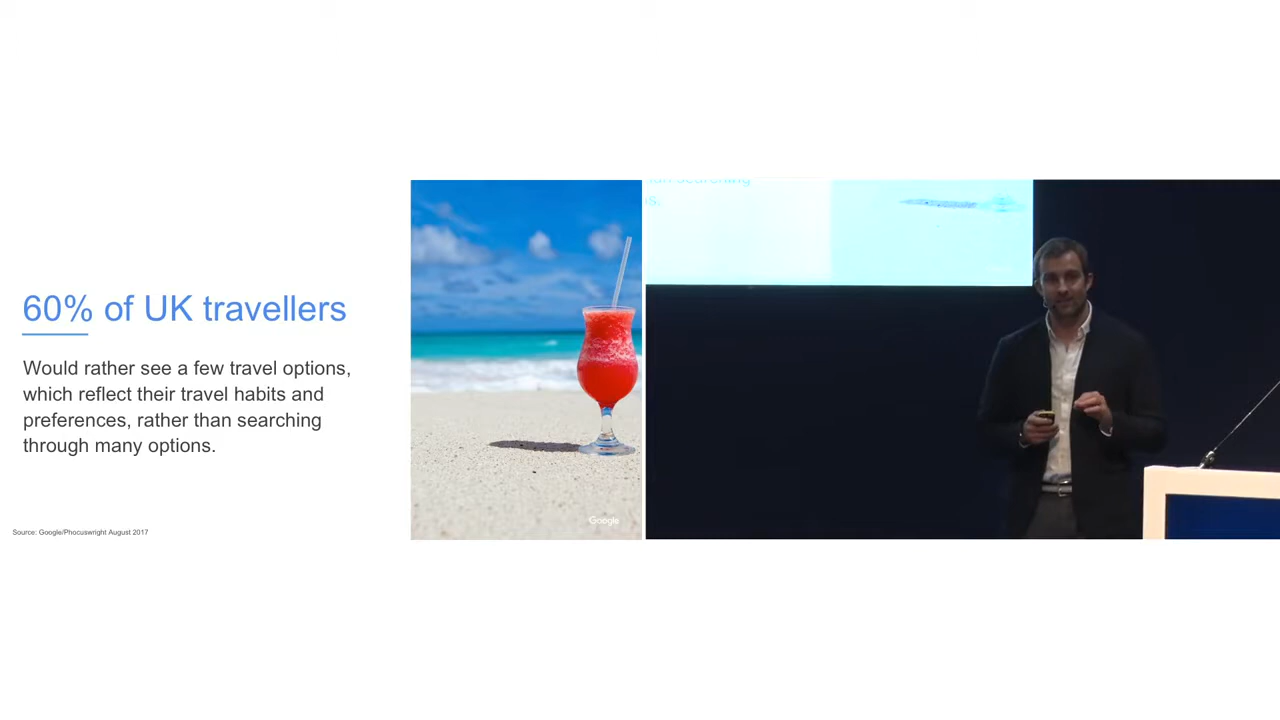 60% of UK travellers
Would rather see a few travel options,
which reflect their travel habits and
preferences, rather than searching
through many options.
Source: Google/Phocuswright August 2017
Google
searching